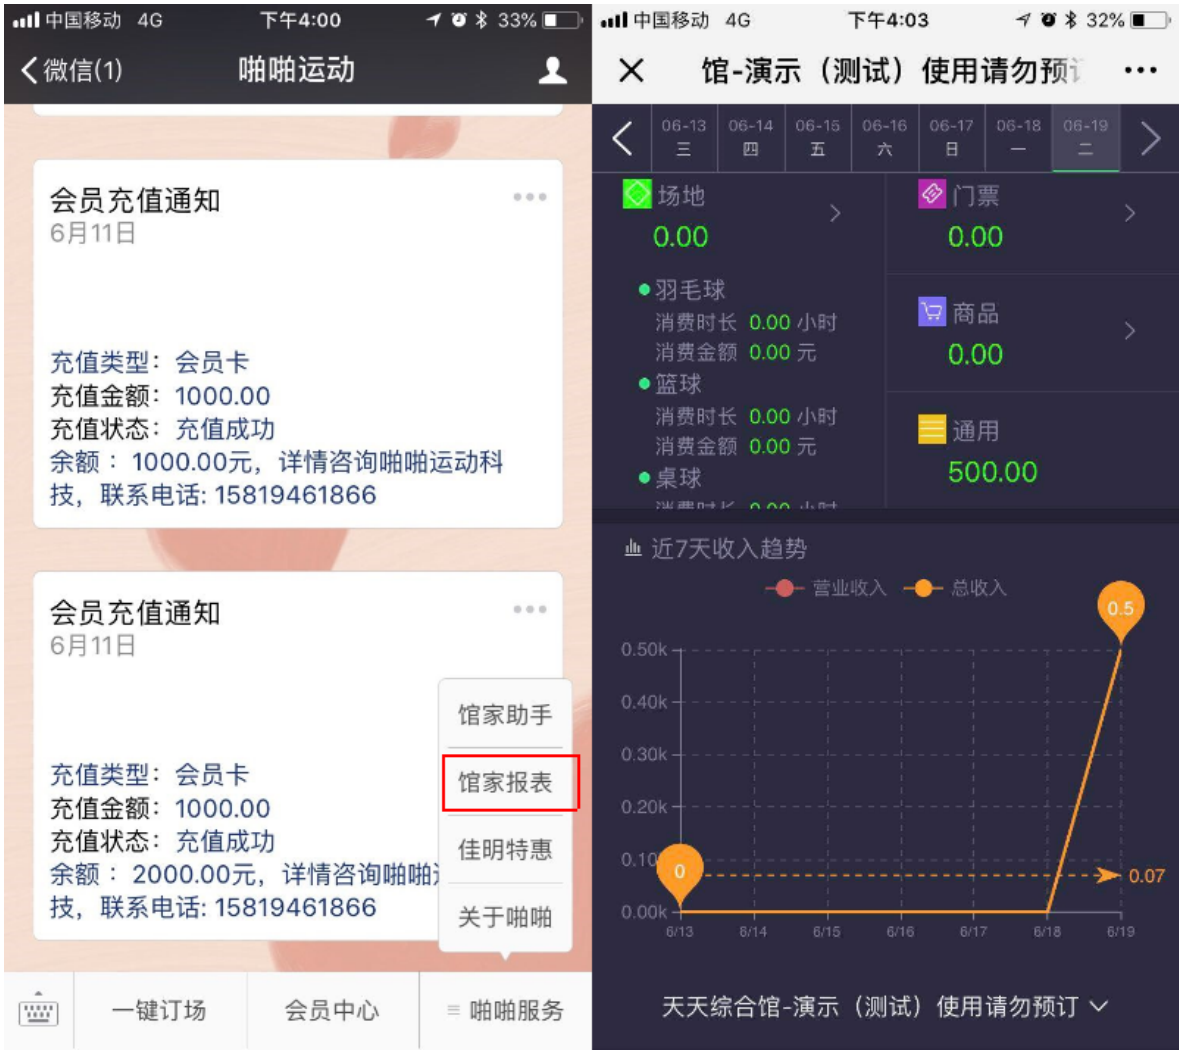 中国移动 4G 下午4:00 33%
微信(1) 啪啪运动
会员充值通知
6月11日
充值类型：会员卡
充值金额：1000.00
充值状态：充值成功
余额 ：1000.00元，详情咨询啪啪运动科
技，联系电话: 15819461866
会员充值通知
6月11日
充值类型：会员卡
充值金额：1000.00
充值状态：充值成功
余额 ：2000.00元，详情咨询啪啪
技，联系电话: 15819461866
馆家助手
馆家报表
佳明特惠
关于啪啪
一键订场 会员中心 啪啪服务
中国移动 4G 下午4:03 32%
馆-演示（测试）使用请勿预订
06-13 06-14 06-15 06-16 06-17 06-18 06-19
三 四 五 六 日 一 二
场地
0.00
羽毛球
消费时长 0.00 小时
消费金额 0.00 元
篮球
消费时长 0.00 小时
消费金额 0.00 元
桌球
消费时长 0.00 小时
门票
0.00
商品
0.00
通用
500.00
近7天收入趋势
营业收入 总收入
0.5
0.50k
0.40k
0.30k
0.20k
0.10
0
0.07
0.00k
6/13 6/14 6/15 6/16 6/17 6/18 6/19
天天综合馆-演示（测试）使用请勿预订